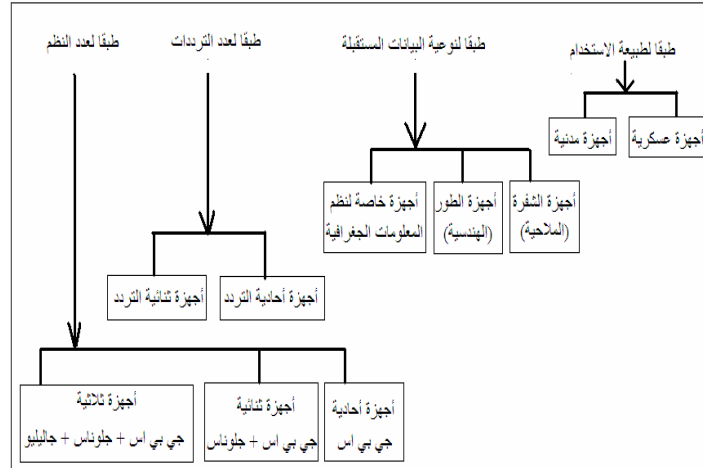 طبقا لطبيعة الاستخدام
طبقا لنوعية البيانات المستقبلة
طبقا لعدد الترددات
طبقا لعدد النظم
أجهزة عسكرية
أجهزة مدنية
أجهزة الشفرة
(الملاحية)
أجهزة الطور
(الهندسية)
أجهزة خاصة لنظم
المعلومات الجغرافية
أجهزة أحادية التردد
أجهزة ثنائية التردد
أجهزة أحادية
جي بي اس
أجهزة ثنائية
جي بي اس + جلوناس
أجهزة ثلاثية
جي بي اس + جلوناس + جاليليو